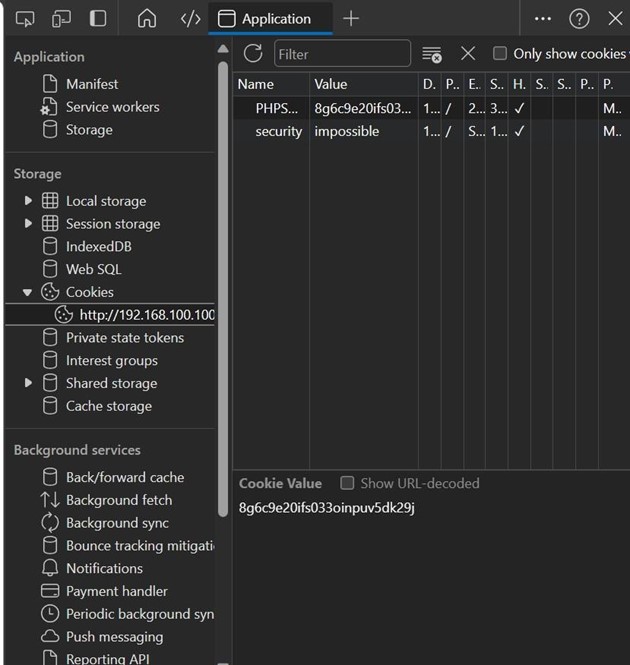 Application
Only show cookies
Filter
Application
Manifest
Service workers
Storage
Storage
Local storage
Session storage
IndexedDB
Web SQL
Cookies
http://192.168.100.100
Private state tokens
Interest groups
Shared storage
Cache storage
Background services
Back/forward cache
Background fetch
Background sync
Bounce tracking mitigati
Notifications
Payment handler
Periodic background syn
Push messaging
Reporting API
Name Value D. P.. E.. S.. H. S.. S.. P.. P.
PHPS... 8g6c9e20ifs03... 1... / 2... 3... ✓ M..
security impossible 1... / S... 1... ✓ M..
Cookie Value Show URL-decoded
8g6c9e20ifs033oinpuv5dk29j